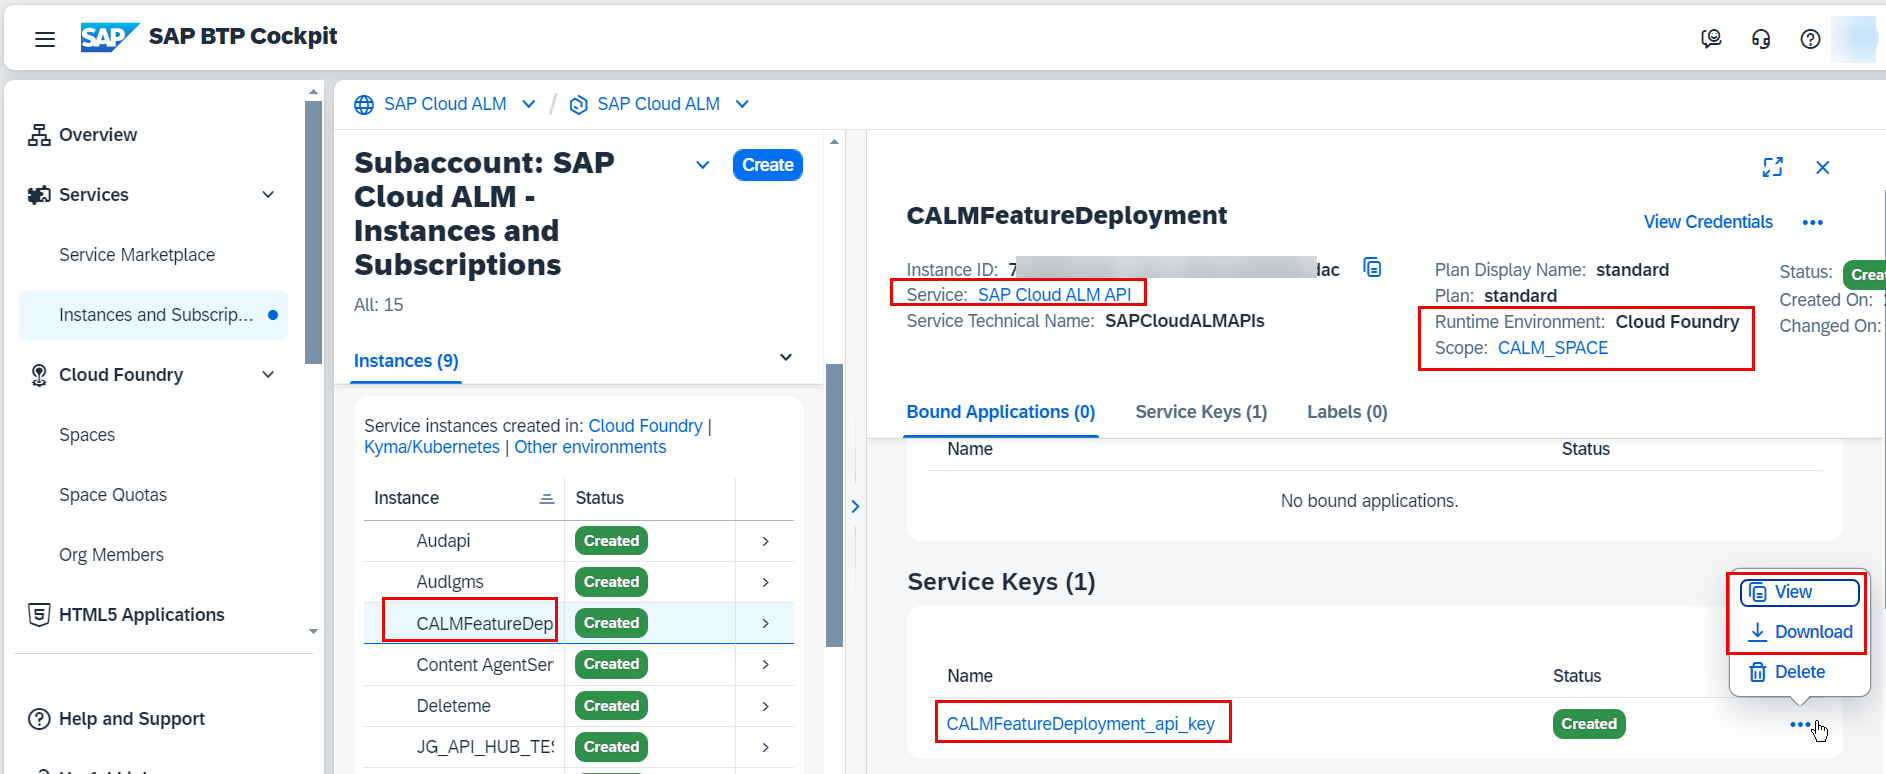 SAP SAP BTP Cockpit
Overview
Services
Service Marketplace
Instances and Subscrip...
Cloud Foundry
Spaces
Space Quotas
Org Members
HTML5 Applications
Help and Support
SAP Cloud ALM / SAP Cloud ALM
Subaccount: SAP
Cloud ALM -
Instances and
Subscriptions
Create
All: 15
Instances (9)
Service instances created in: Cloud Foundry |
Kyma/Kubernetes | Other environments
Instance Status
Audapi Created
Audlgms Created
CALMFeatureDep Created
Content AgentSer Created
Deleteme Created
JG_API_HUB_TES Created
CALMFeatureDeployment
View Credentials
Instance ID: 7 dac
Service: SAP Cloud ALM API
Service Technical Name: SAPCloudALMAPIs
Plan Display Name: standard
Plan: standard
Runtime Environment: Cloud Foundry
Scope: CALM_SPACE
Status: Crea
Created On:
Changed On:
Bound Applications (0) Service Keys (1) Labels (0)
Name Status
No bound applications.
Service Keys (1)
View
Download
Delete
Name Status
CALMFeatureDeployment_api_key Created